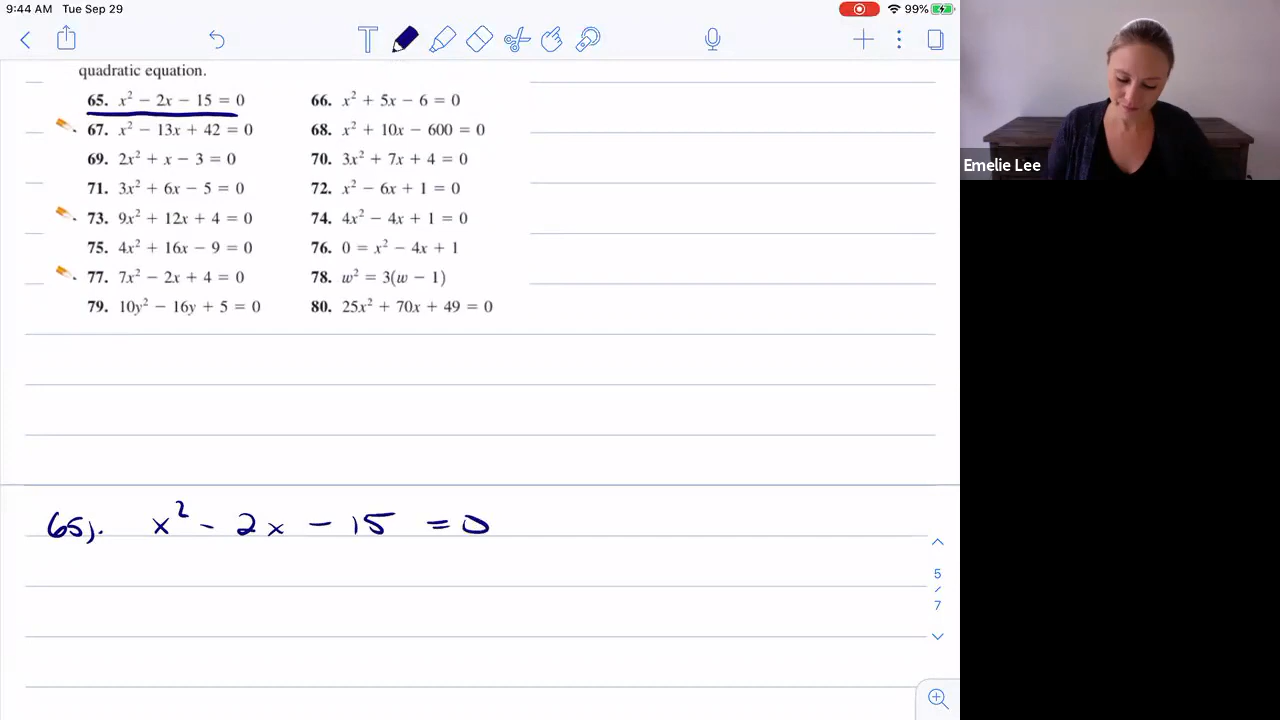 9:44 AM Tue Sep 29
99%
quadratic equation.
65. x² − 2x − 15 = 0
66. x² + 5x − 6 = 0
67. x² − 13x + 42 = 0
68. x² + 10x − 600 = 0
69. 2x² + x − 3 = 0
70. 3x² + 7x + 4 = 0
71. 3x² + 6x − 5 = 0
72. x² − 6x + 1 = 0
73. 9x² + 12x + 4 = 0
74. 4x² − 4x + 1 = 0
75. 4x² + 16x − 9 = 0
76. 0 = x² − 4x + 1
77. 7x² − 2x + 4 = 0
78. w² = 3(w − 1)
79. 10y² − 16y + 5 = 0
80. 25x² + 70x + 49 = 0
65). x² - 2x - 15 = 0
5
/
7
Emelie Lee